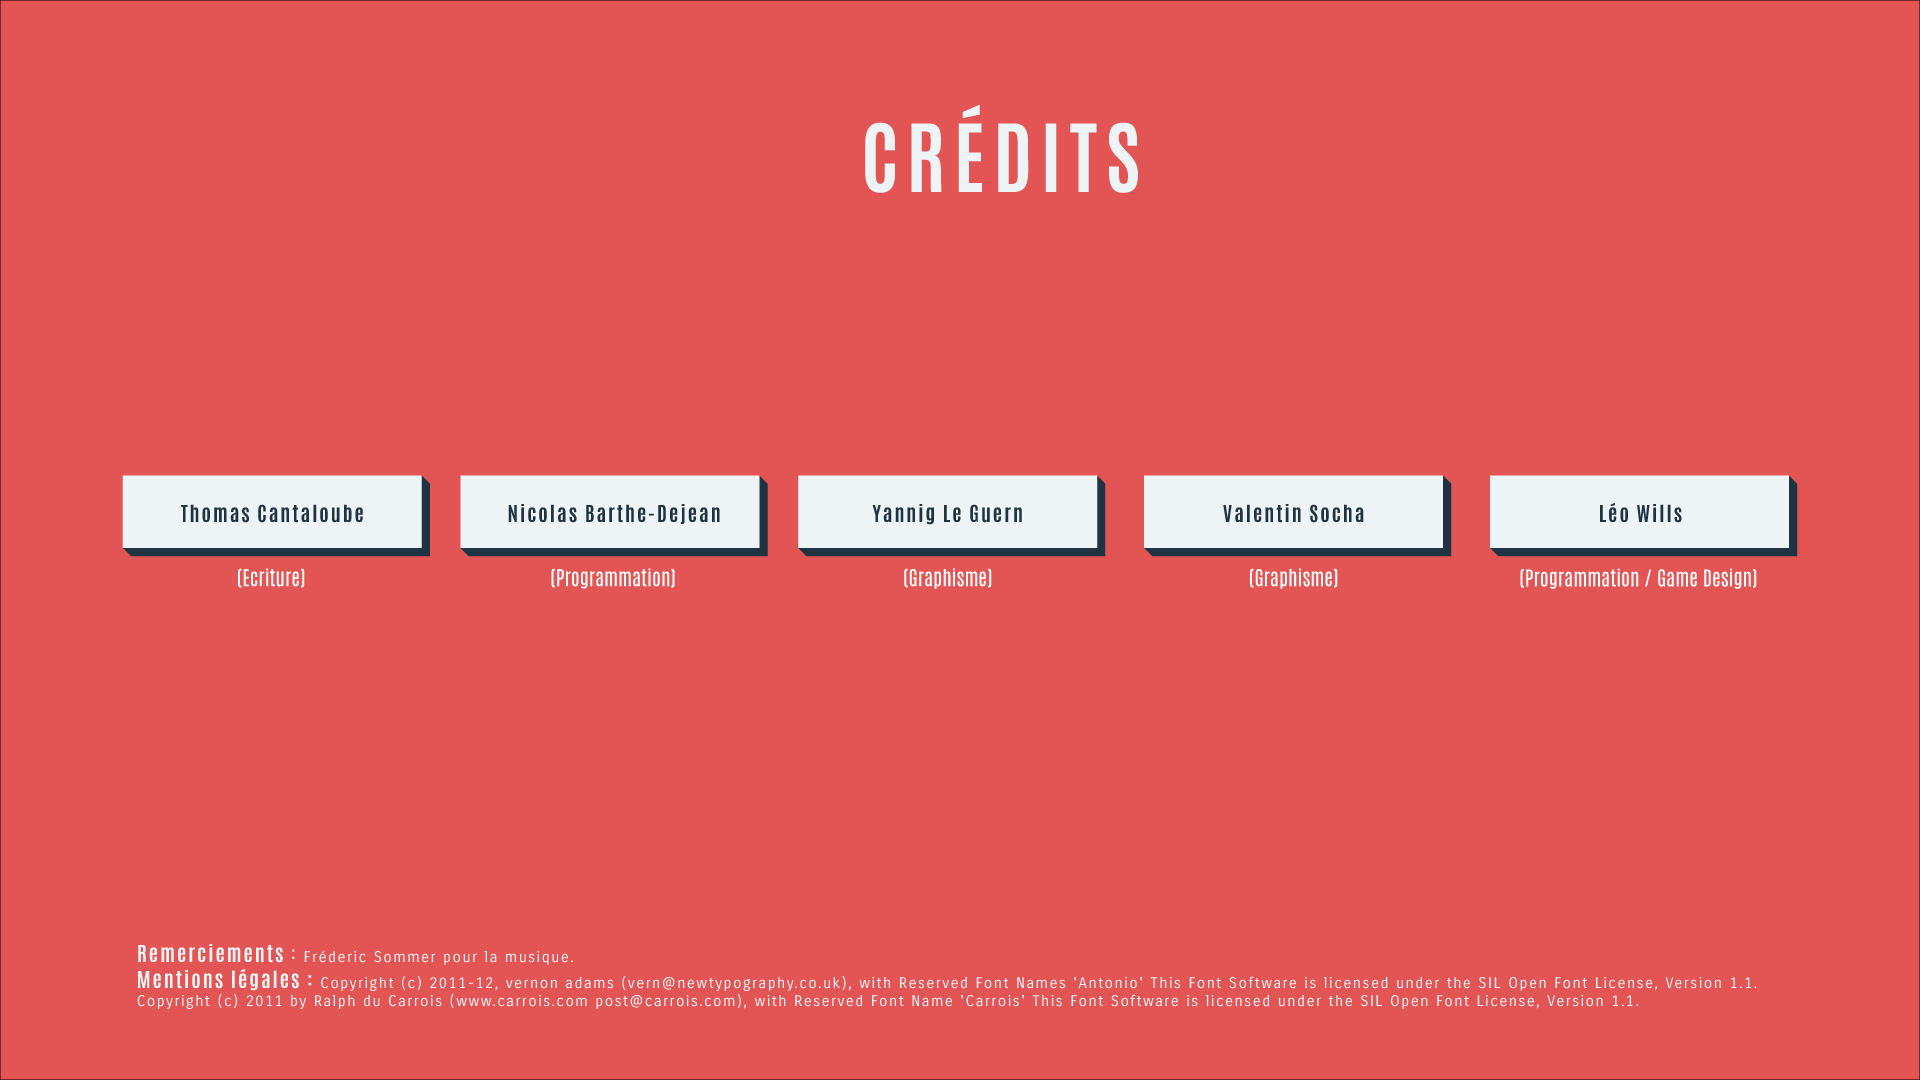 CRÉDITS
Thomas Cantaloube
Nicolas Barthe-Dejean
Yannig Le Guern
Valentin Socha
Léo Wills
(Ecriture)
(Programmation)
(Graphisme)
(Graphisme)
(Programmation / Game Design)
Remerciements : Fréderic Sommer pour la musique.
Mentions légales : Copyright (c) 2011-12, vernon adams (vern@newtypography.co.uk), with Reserved Font Names 'Antonio' This Font Software is licensed under the SIL Open Font License, Version 1.1.
Copyright (c) 2011 by Ralph du Carrois (www.carrois.com post@carrois.com), with Reserved Font Name 'Carrois' This Font Software is licensed under the SIL Open Font License, Version 1.1.